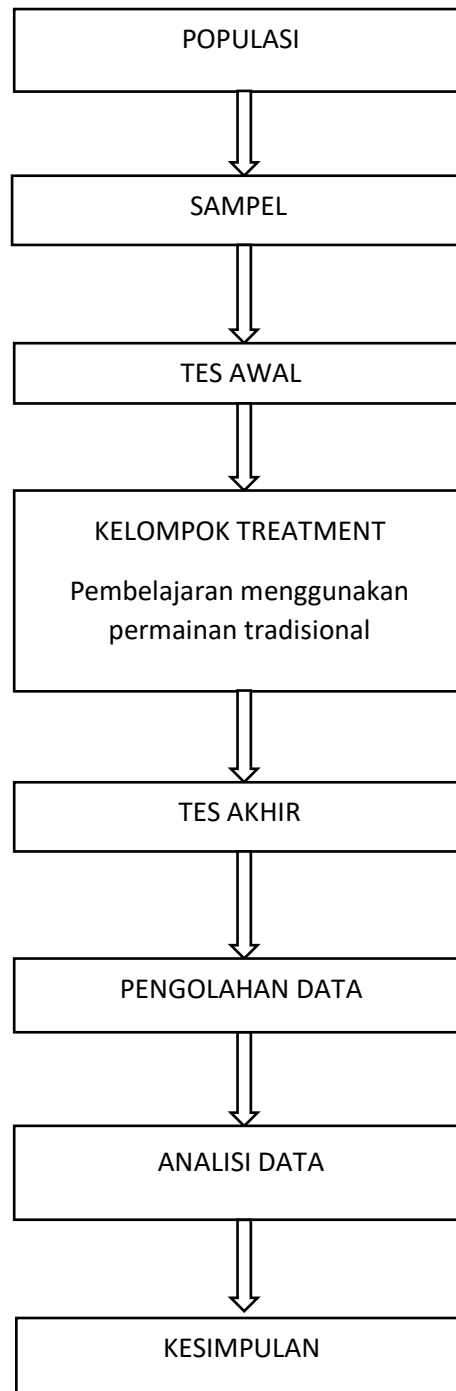 POPULASI
SAMPEL
TES AWAL
KELOMPOK TREATMENT
Pembelajaran menggunakan
permainan tradisional
TES AKHIR
PENGOLAHAN DATA
ANALISI DATA
KESIMPULAN